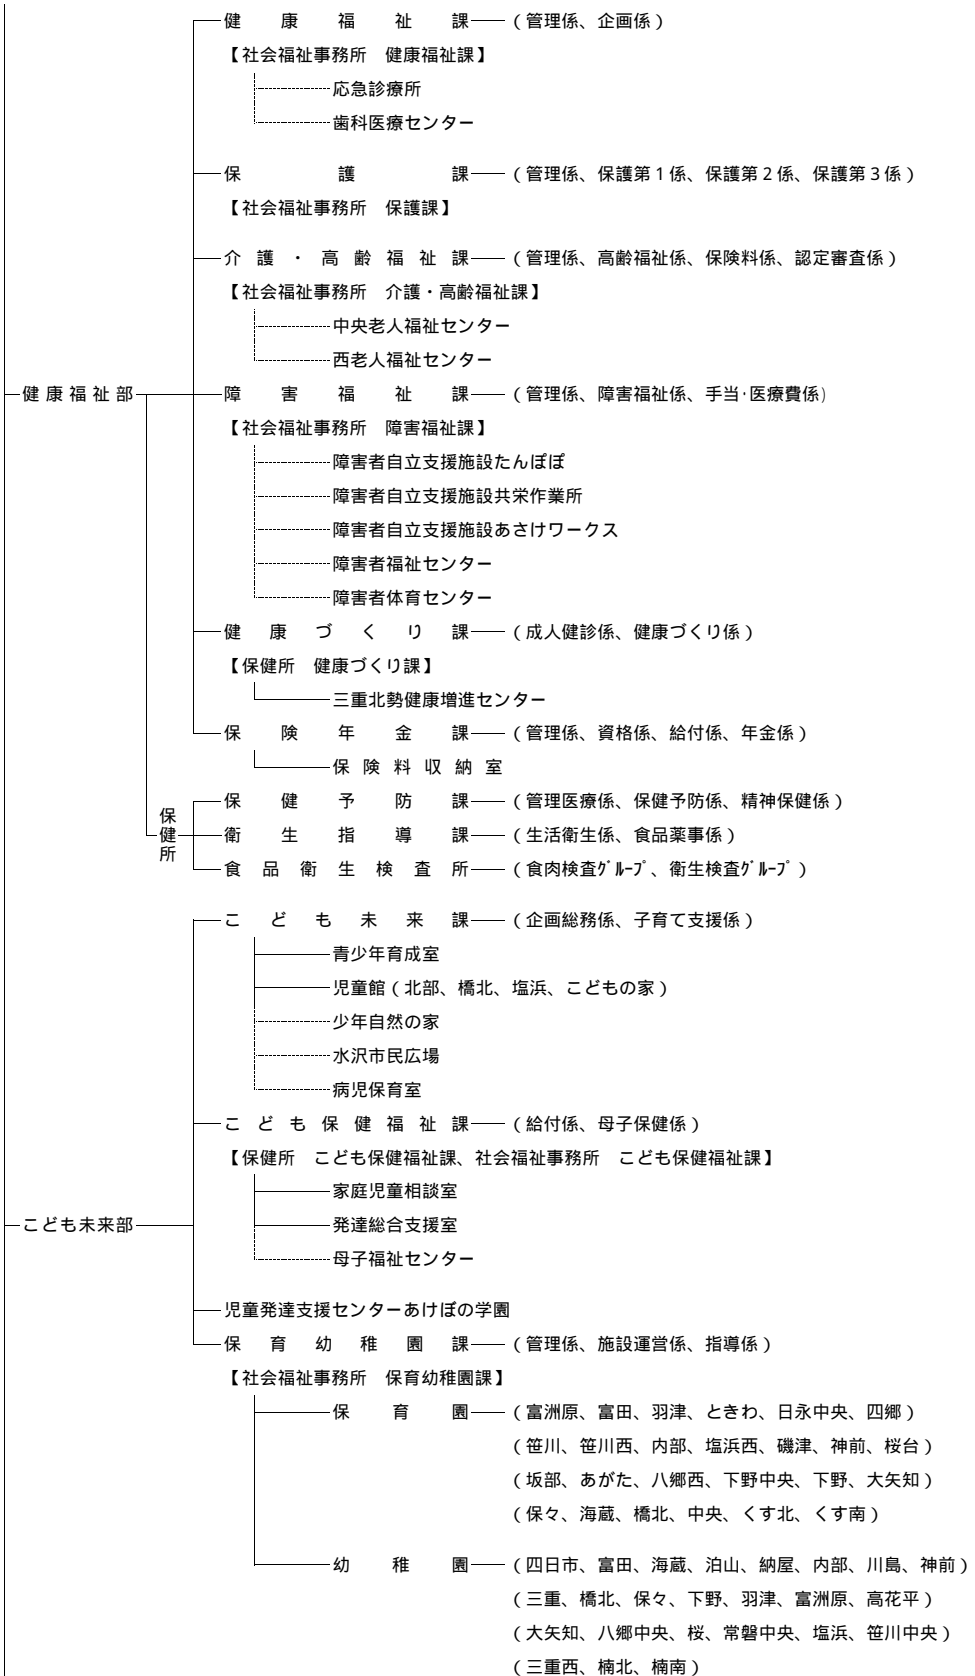 健康福祉課（管理係、企画係）
【社会福祉事務所　健康福祉課】
応急診療所
歯科医療センター
保護課（管理係、保護第１係、保護第２係、保護第３係）
【社会福祉事務所　保護課】
介護・高齢福祉課（管理係、高齢福祉係、保険料係、認定審査係）
【社会福祉事務所　介護・高齢福祉課】
中央老人福祉センター
西老人福祉センター
健康福祉部　障害福祉課（管理係、障害福祉係、手当･医療費係）
【社会福祉事務所　障害福祉課】
障害者自立支援施設たんぽぽ
障害者自立支援施設共栄作業所
障害者自立支援施設あさけワークス
障害者福祉センター
障害者体育センター
健康づくり課（成人健診係、健康づくり係）
【保健所　健康づくり課】
三重北勢健康増進センター
保険年金課（管理係、資格係、給付係、年金係）
保険料収納室
保健所
保健予防課（管理医療係、保健予防係、精神保健係）
衛生指導課（生活衛生係、食品薬事係）
食品衛生検査所（食肉検査ｸﾞﾙｰﾌﾟ、衛生検査ｸﾞﾙｰﾌﾟ）
こども未来課（企画総務係、子育て支援係）
青少年育成室
児童館（北部、橋北、塩浜、こどもの家）
少年自然の家
水沢市民広場
病児保育室
こども保健福祉課（給付係、母子保健係）
【保健所　こども保健福祉課、社会福祉事務所　こども保健福祉課】
家庭児童相談室
こども未来部　発達総合支援室
母子福祉センター
児童発達支援センターあけぼの学園
保育幼稚園課（管理係、施設運営係、指導係）
【社会福祉事務所　保育幼稚園課】
保育園（富洲原、富田、羽津、ときわ、日永中央、四郷）
（笹川、笹川西、内部、塩浜西、磯津、神前、桜台）
（坂部、あがた、八郷西、下野中央、下野、大矢知）
（保々、海蔵、橋北、中央、くす北、くす南）
幼稚園（四日市、富田、海蔵、泊山、納屋、内部、川島、神前）
（三重、橋北、保々、下野、羽津、富洲原、高花平）
（大矢知、八郷中央、桜、常磐中央、塩浜、笹川中央）
（三重西、楠北、楠南）